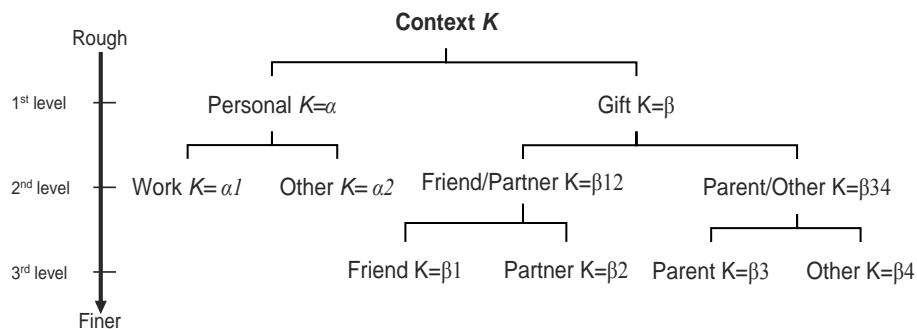 Context K
Rough
1st level
Personal K=α
Gift K=β
2nd level
Work K= α1
Other K= α2
Friend/Partner K=β12
Parent/Other K=β34
3rd level
Friend K=β1
Partner K=β2
Parent K=β3
Other K=β4
Finer